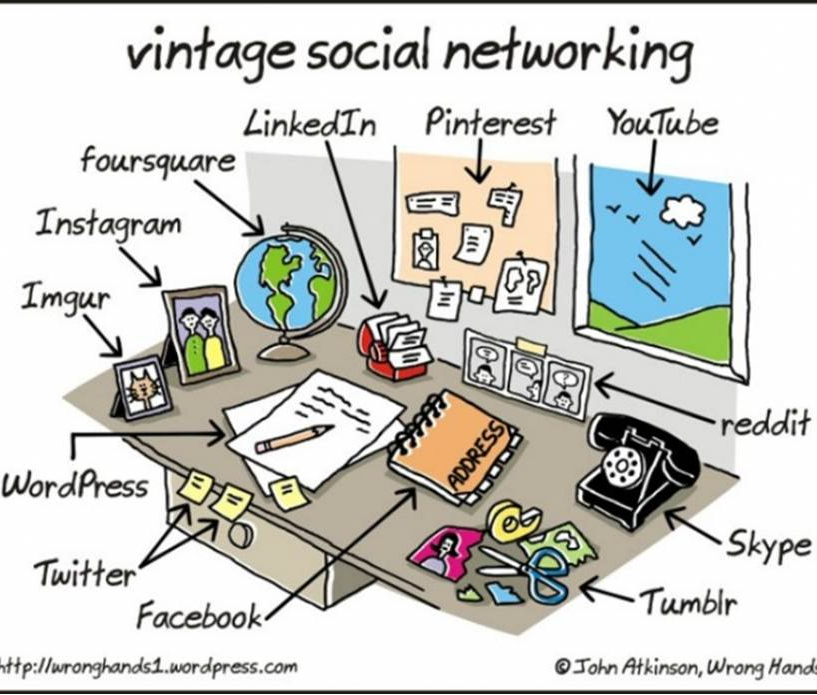 vintage social networking
LinkedIn
Pinterest
YouTube
foursquare
Instagram
Imgur
reddit
ADDRESS
WordPress
Skype
Twitter
Tumblr
Facebook
http://wronghands1.wordpress.com
© John Atkinson, Wrong Hands